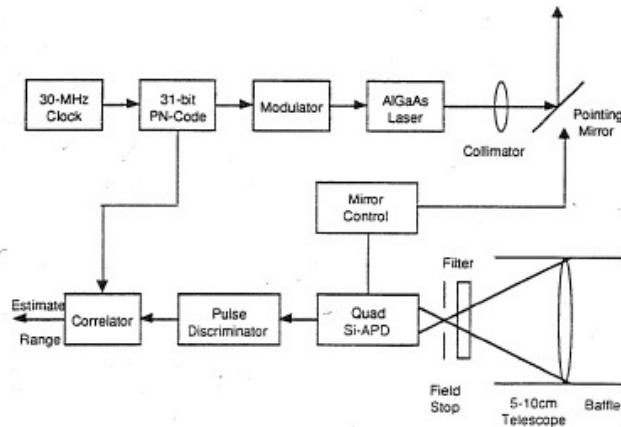 30-MHz
Clock
31-bit
PN-Code
Modulator
AlGaAs
Laser
Collimator
Pointing
Mirror
Mirror
Control
Filter
Estimate
Range
Correlator
Pulse
Discriminator
Quad
Si-APD
Field
Stop
5-10cm
Telescope
Baffle